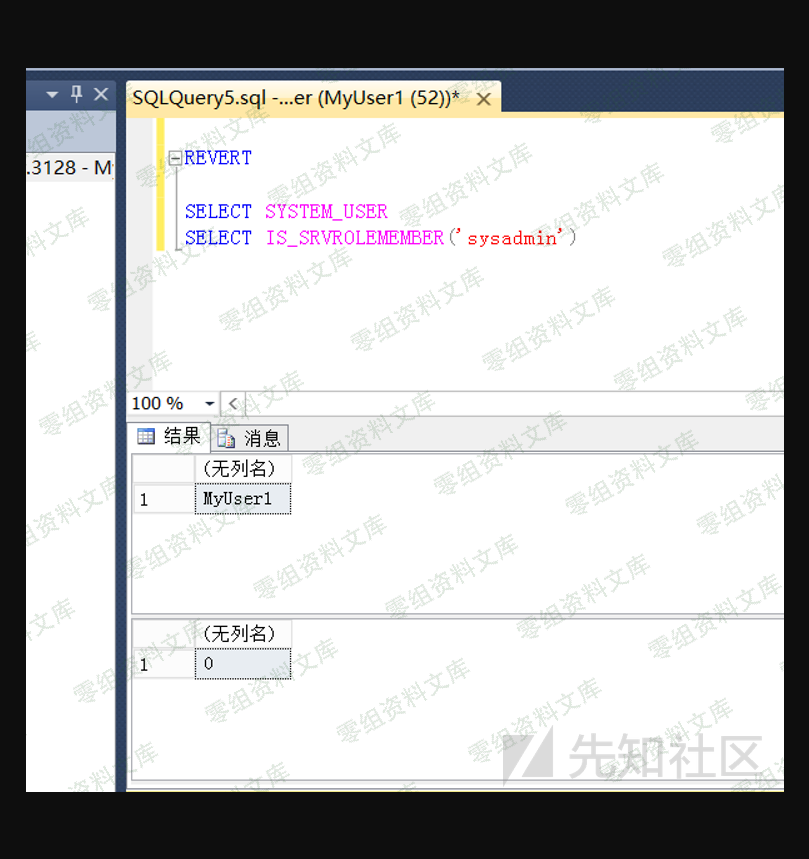 SQLQuery5.sql -...er (MyUser1 (52))*
.3128 - M
REVERT
SELECT SYSTEM_USER
SELECT IS_SRVROLEMEMBER('sysadmin')
100 %
结果
消息
(无列名)
1
MyUser1
(无列名)
1
0
零组资料文库
先知社区